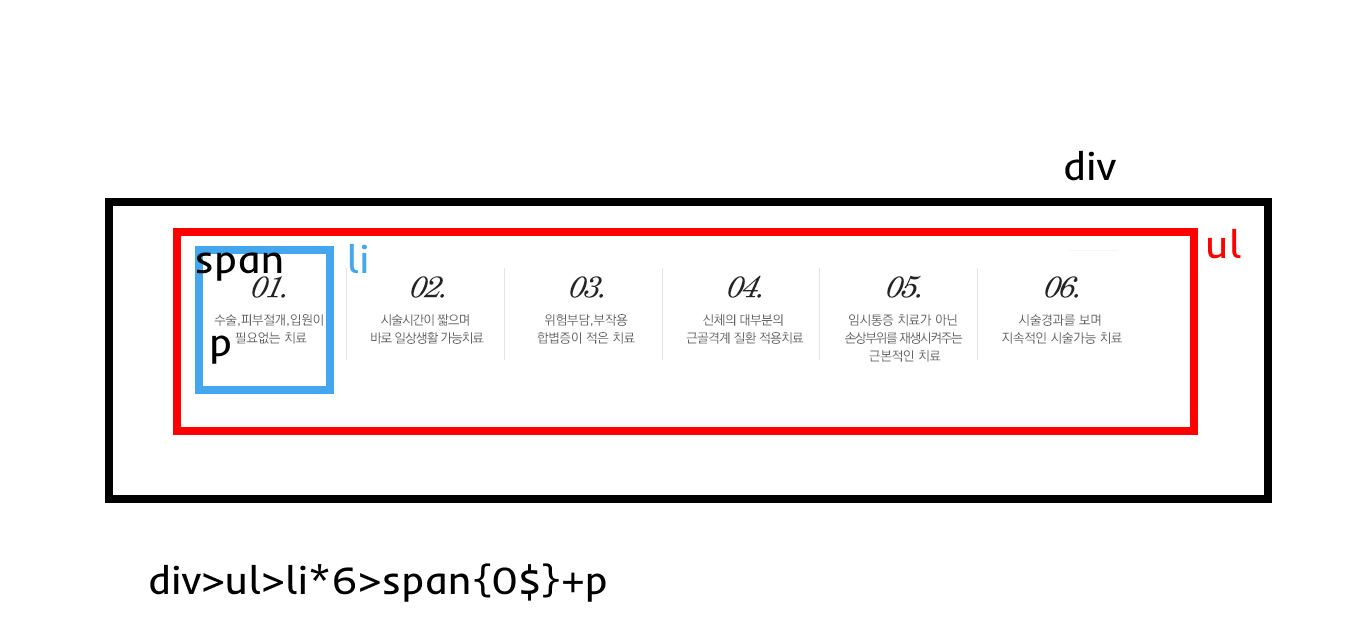 div
ul
span
li
01.
수술,피부절개,입원이
필요없는 치료
p
02.
시술시간이 짧으며
바로 일상생활 가능치료
03.
위험부담,부작용
합병증이 적은 치료
04.
신체의 대부분의
근골격계 질환 적용치료
05.
임시통증 치료가 아닌
손상부위를 재생시켜주는
근본적인 치료
06.
시술경과를 보며
지속적인 시술가능 치료
div>ul>li*6>span{0$}+p